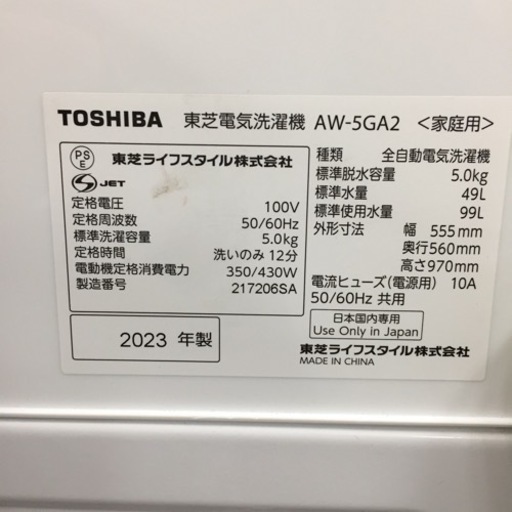 TOSHIBA 東芝電気洗濯機 AW-5GA2 <家庭用>
PS E
東芝ライフスタイル株式会社
S JET
定格電圧 100V
定格周波数 50/60Hz
標準洗濯容量 5.0kg
定格時間 洗いのみ 12分
電動機定格消費電力 350/430W
製造番号 217206SA
2023 年製
種類 全自動電気洗濯機
標準脱水容量 5.0kg
標準水量 49L
標準使用水量 99L
外形寸法 幅 555mm
奥行560mm
高さ970mm
電流ヒューズ(電源用) 10A
50/60Hz 共用
日本国内専用
Use Only in Japan
東芝ライフスタイル株式会社
MADE IN CHINA